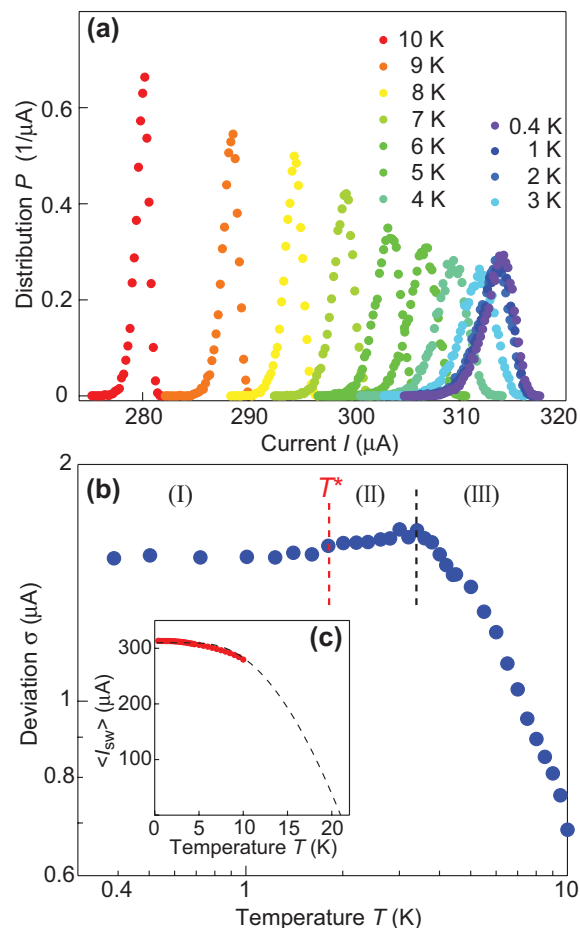 (a)
10 K
9 K
8 K
7 K
6 K
5 K
4 K
0.4 K
1 K
2 K
3 K
Distribution P (1/µA)
0.6
0.4
0.2
0
280
290
300
310
320
Current I (µA)
(b)
(I)
T*
(II)
(III)
Deviation σ (µA)
2
1
0.8
0.6
(c)
<Isw> (µA)
300
200
100
0
5
10
15
20
Temperature T (K)
0.4
1
10
Temperature T (K)